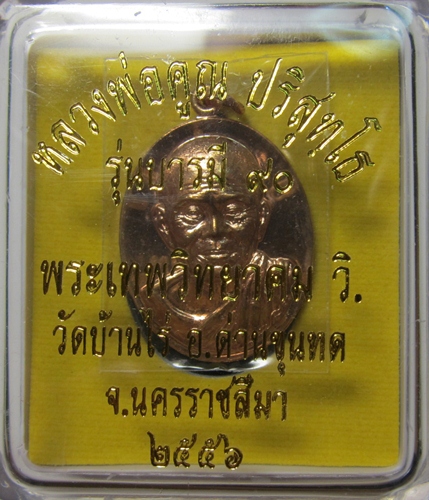 หลวงพ่อคูณ ปริสุทโธ
รุ่นบารมี ๙๐
พระเทพวิทยาคม วิ.
วัดบ้านไร่ อ.ด่านขุนทด
จ.นครราชสีมา
๒๕๕๖